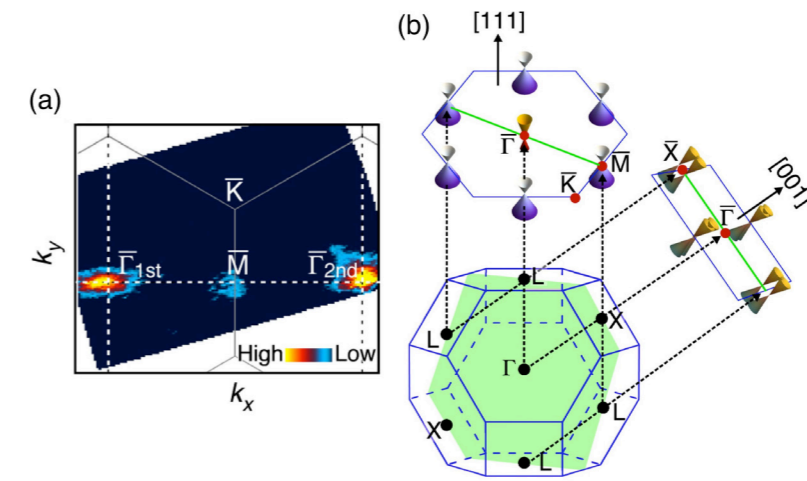 (a)
K̅
Γ̅1st
M̅
Γ̅2nd
High
Low
ky
kx
(b)
[111]
Γ̅
M̅
K̅
X̅
[001]
Γ̅
L
X
L
Γ
L
X
L